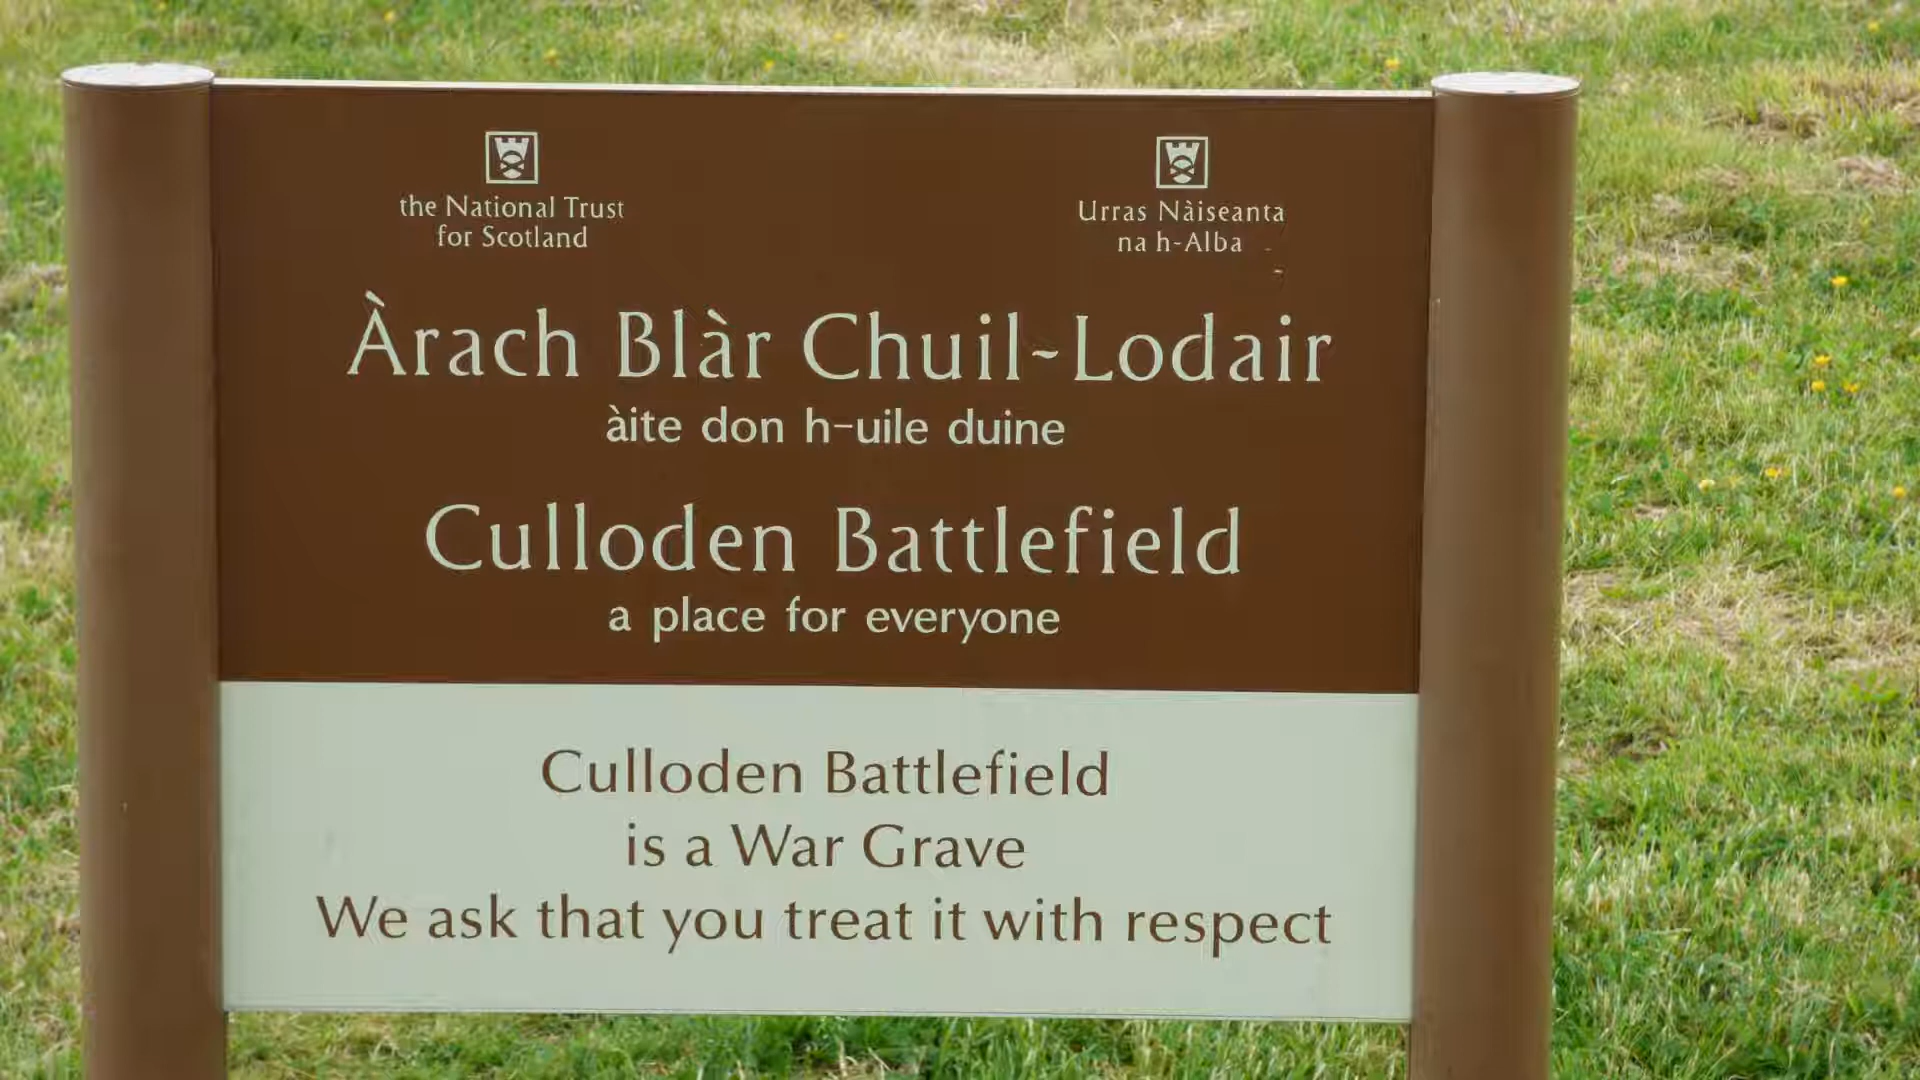 the National Trust
for Scotland
Urras Nàiseanta
na h-Alba
Àrach Blàr Chuil-Lodair
àite don h-uile duine
Culloden Battlefield
a place for everyone
Culloden Battlefield
is a War Grave
We ask that you treat it with respect